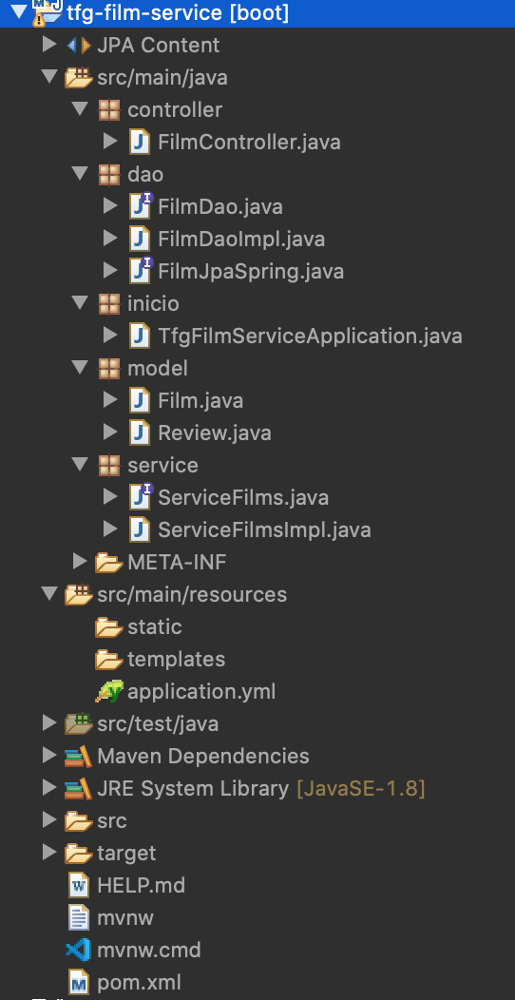 tfg-film-service [boot]
JPA Content
src/main/java
controller
FilmController.java
dao
FilmDao.java
FilmDaoImpl.java
FilmJpaSpring.java
inicio
TfgFilmServiceApplication.java
model
Film.java
Review.java
service
ServiceFilms.java
ServiceFilmsImpl.java
META-INF
src/main/resources
static
templates
application.yml
src/test/java
Maven Dependencies
JRE System Library [JavaSE-1.8]
src
target
HELP.md
mvnw
mvnw.cmd
pom.xml